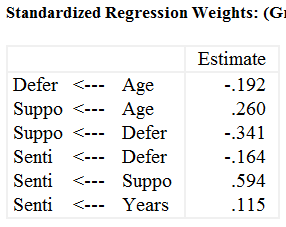 Standardized Regression Weights: (Gr
Estimate
Defer <--- Age -.192
Suppo <--- Age .260
Suppo <--- Defer -.341
Senti <--- Defer -.164
Senti <--- Suppo .594
Senti <--- Years .115